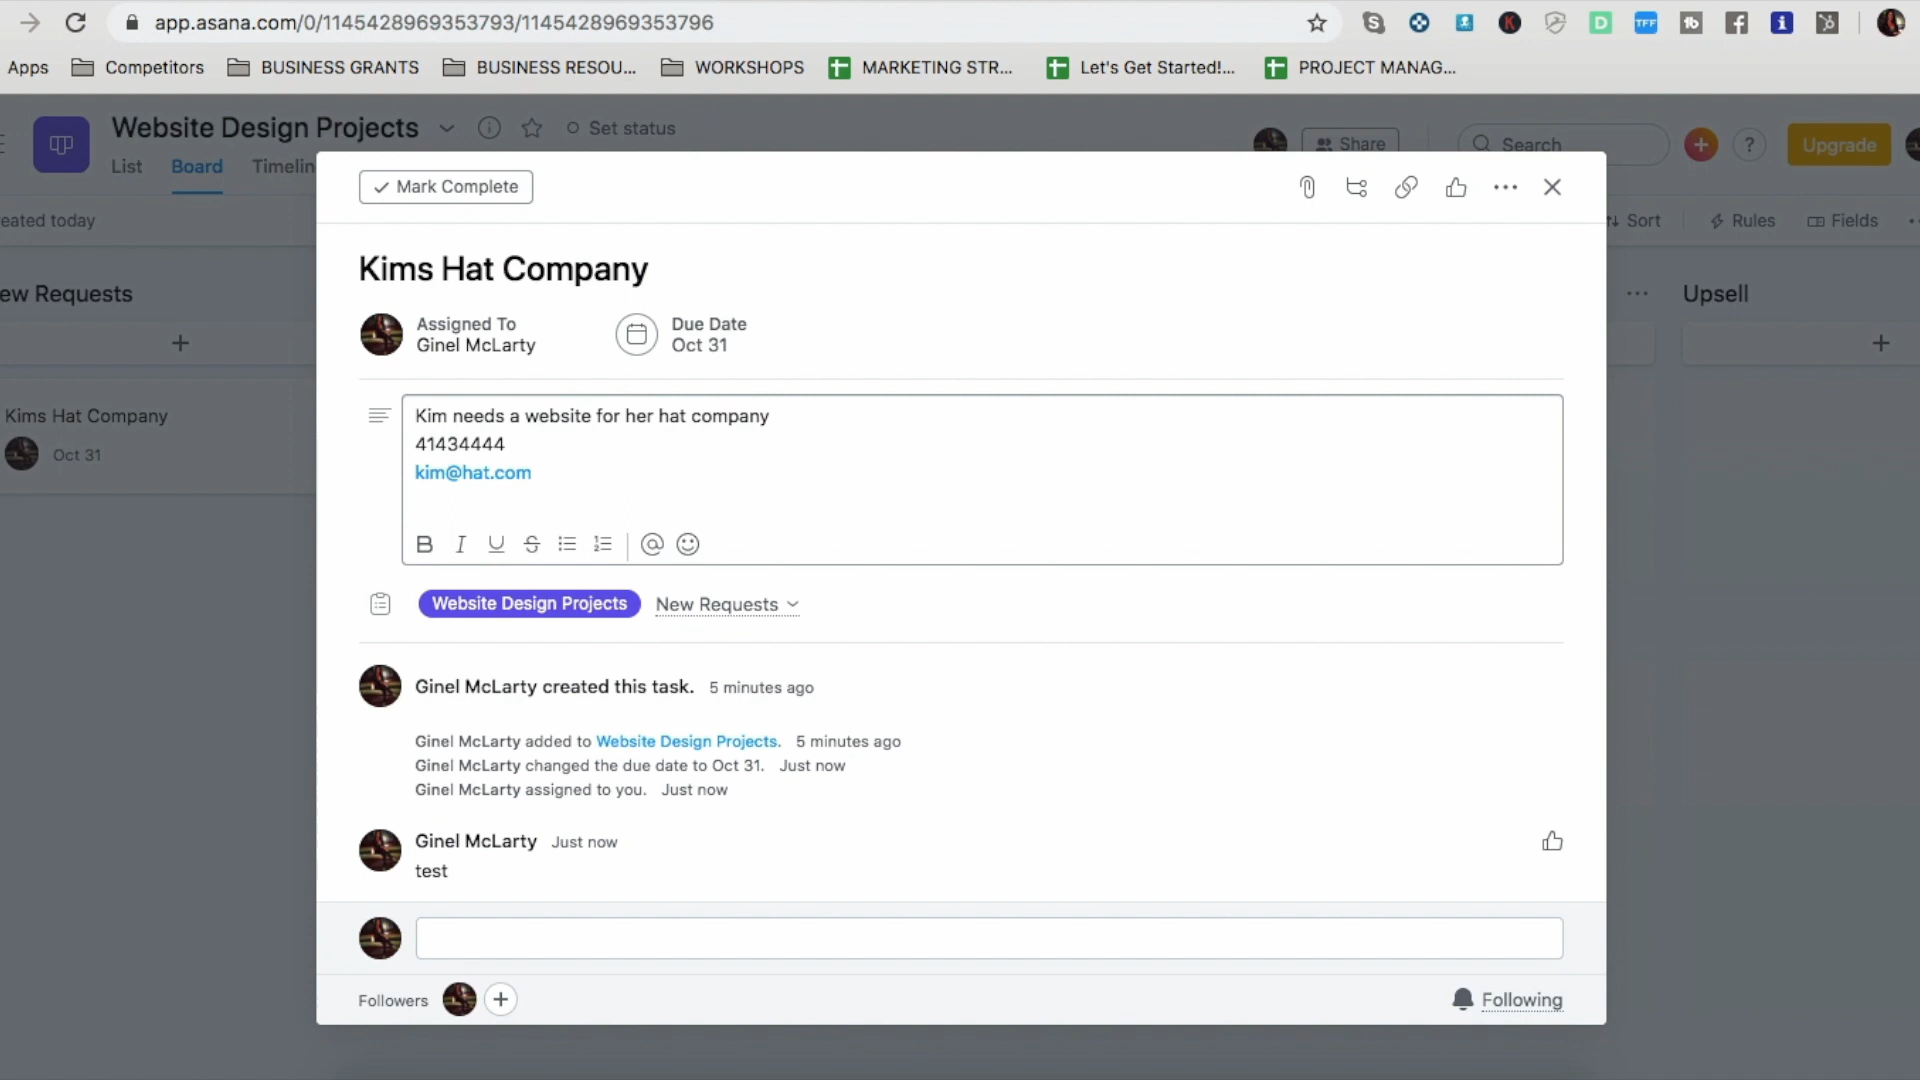 app.asana.com/0/1145428969353793/1145428969353796
Apps Competitors BUSINESS GRANTS BUSINESS RESOU... WORKSHOPS MARKETING STR... Let's Get Started!... PROJECT MANAG...
Website Design Projects Set status
Share Search ? Upgrade
List Board Timelin
Mark Complete
eated today
Sort Rules Fields
ew Requests
Upsell
Kims Hat Company
Oct 31
Kims Hat Company
Assigned To
Ginel McLarty
Due Date
Oct 31
Kim needs a website for her hat company
41434444
kim@hat.com
B I U S
Website Design Projects New Requests
Ginel McLarty created this task. 5 minutes ago
Ginel McLarty added to Website Design Projects. 5 minutes ago
Ginel McLarty changed the due date to Oct 31. Just now
Ginel McLarty assigned to you. Just now
Ginel McLarty Just now
test
Followers
Following